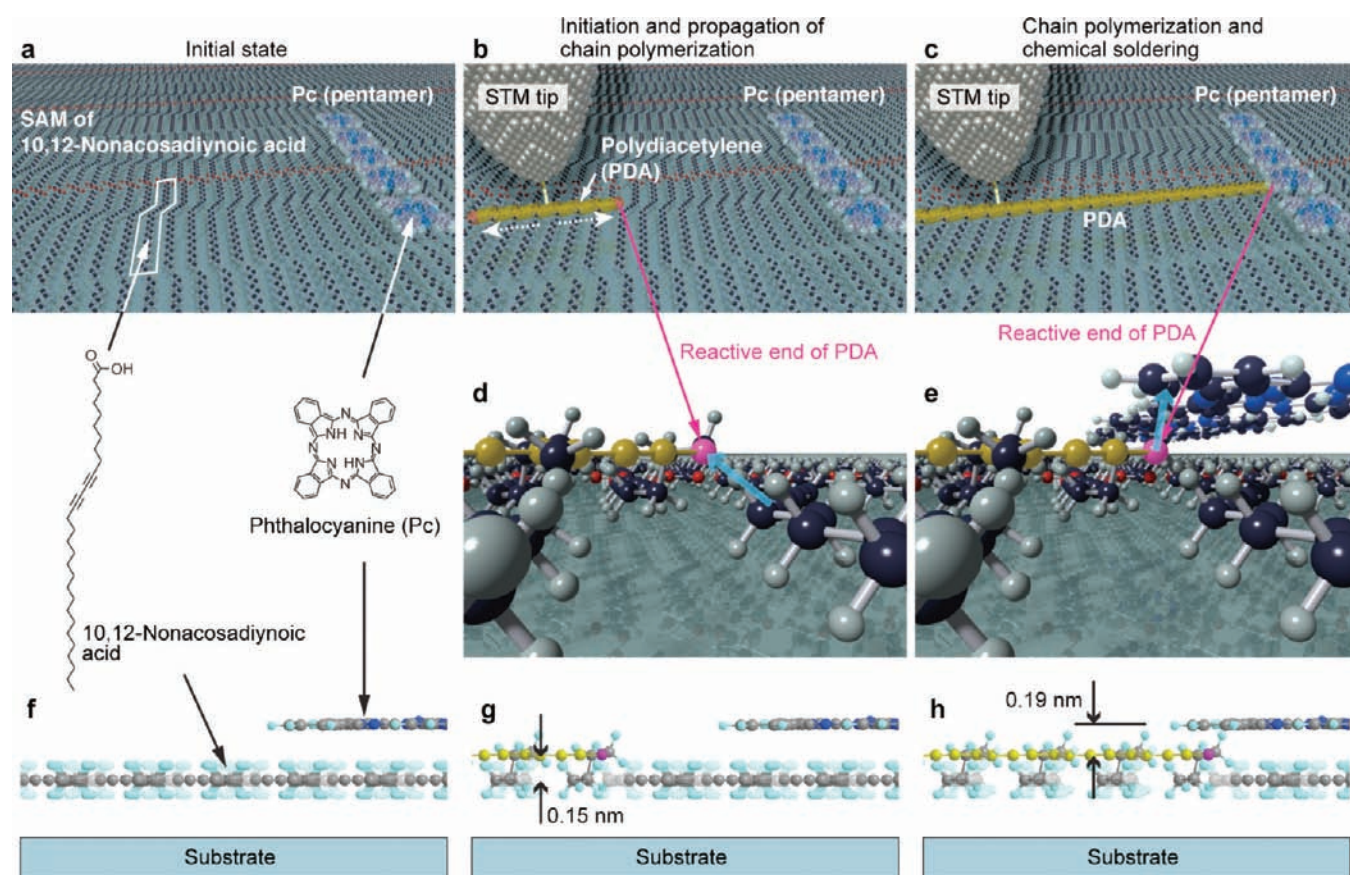 a
Initial state
Pc (pentamer)
SAM of
10,12-Nonacosadiynoic acid
b
Initiation and propagation of
chain polymerization
STM tip
Pc (pentamer)
Polydiacetylene
(PDA)
c
Chain polymerization and
chemical soldering
STM tip
Pc (pentamer)
PDA
O
OH
N
N
N
NH
N
N
HN
N
Phthalocyanine (Pc)
10,12-Nonacosadiynoic
acid
Reactive end of PDA
d
Reactive end of PDA
e
f
Substrate
g
0.15 nm
Substrate
h
0.19 nm
Substrate